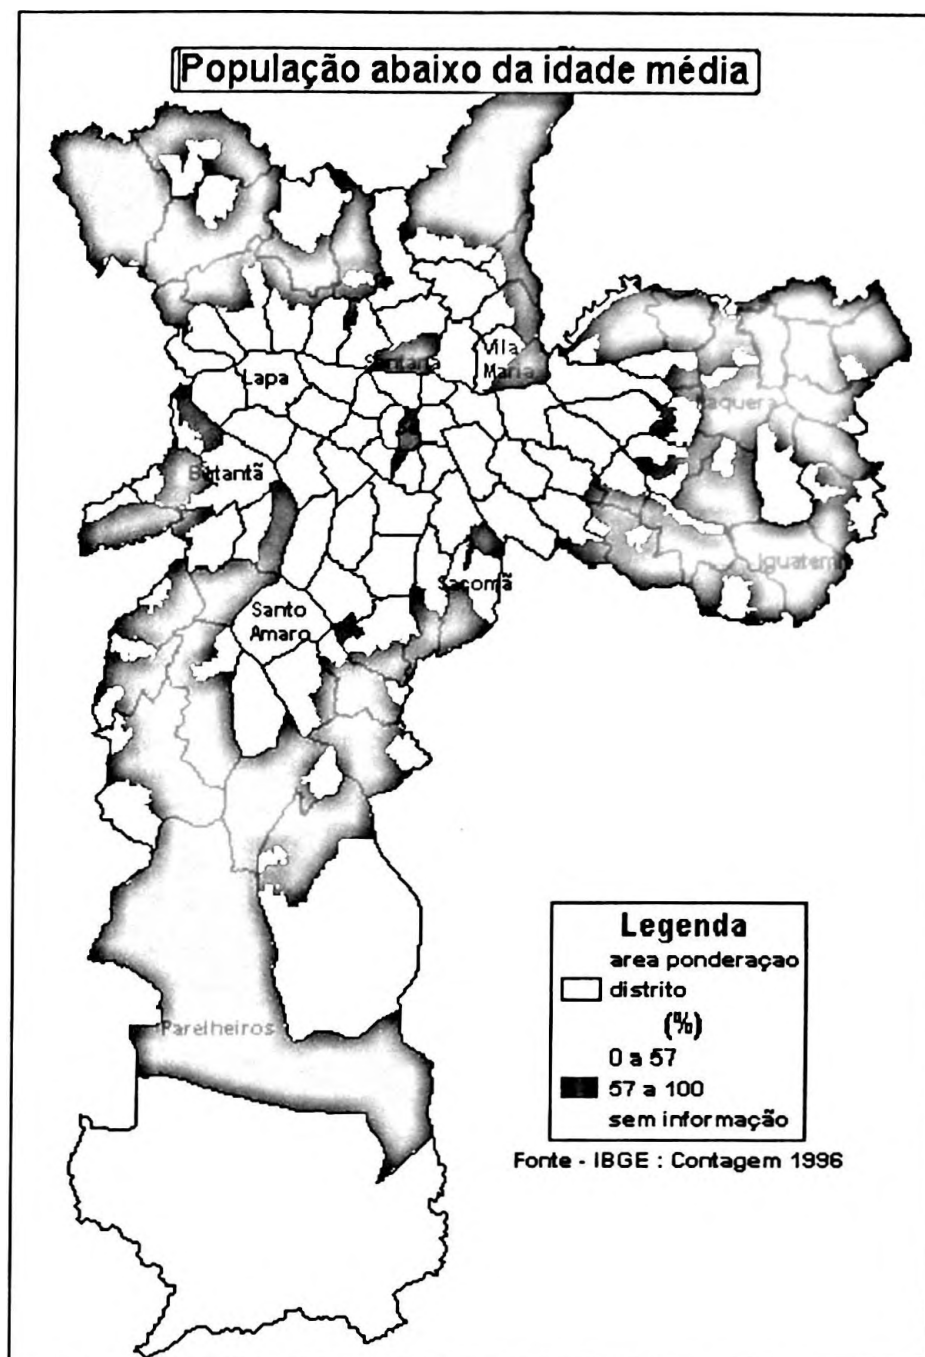 População abaixo da idade média
Santana
Vila
Maria
Lapa
Itaquera
Sé
Butantã
Iguatemi
Sacomã
Santo
Amaro
Parelheiros
Legenda
area ponderaçao
distrito
(%)
0 a 57
57 a 100
sem informação
Fonte - IBGE : Contagem 1996